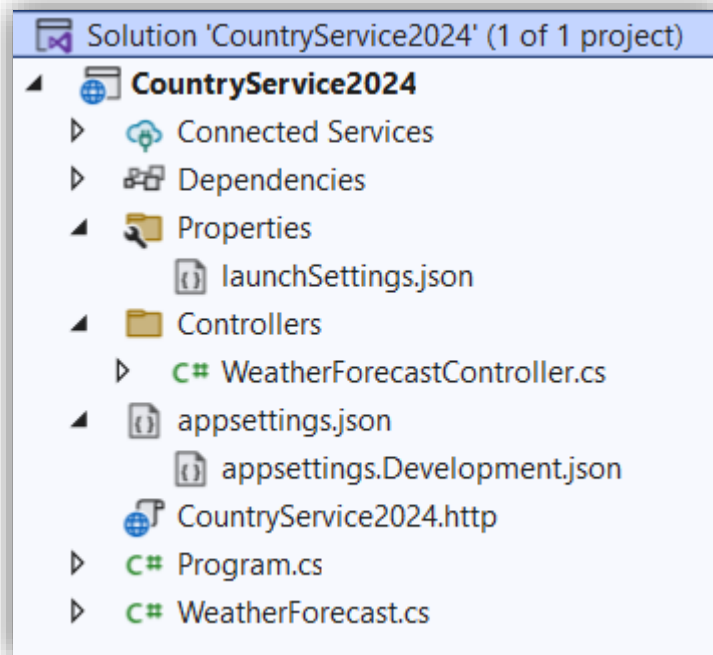 Solution 'CountryService2024' (1 of 1 project)
CountryService2024
Connected Services
Dependencies
Properties
launchSettings.json
Controllers
C# WeatherForecastController.cs
appsettings.json
appsettings.Development.json
CountryService2024.http
C# Program.cs
C# WeatherForecast.cs